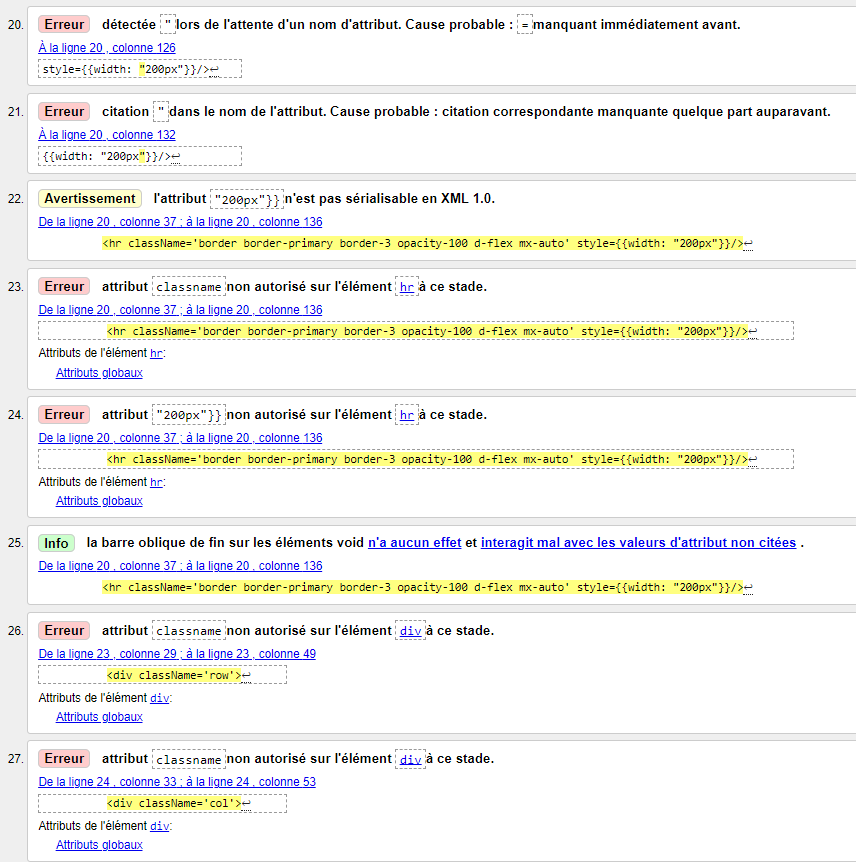 20. Erreur détectée "lors de l'attente d'un nom d'attribut. Cause probable : =manquant immédiatement avant.
À la ligne 20 , colonne 126
style={{width: "200px"}}/>↩
21. Erreur citation "dans le nom de l'attribut. Cause probable : citation correspondante manquante quelque part auparavant.
À la ligne 20 , colonne 132
{{width: "200px"}}/>↩
22. Avertissement l'attribut "200px"}}n'est pas sérialisable en XML 1.0.
De la ligne 20 , colonne 37 ; à la ligne 20 , colonne 136
<hr className='border border-primary border-3 opacity-100 d-flex mx-auto' style={{width: "200px"}}/>↩
23. Erreur attribut classnamenon autorisé sur l'élément hrà ce stade.
De la ligne 20 , colonne 37 ; à la ligne 20 , colonne 136
<hr className='border border-primary border-3 opacity-100 d-flex mx-auto' style={{width: "200px"}}/>↩
Attributs de l'élément hr:
Attributs globaux
24. Erreur attribut "200px"}}non autorisé sur l'élément hrà ce stade.
De la ligne 20 , colonne 37 ; à la ligne 20 , colonne 136
<hr className='border border-primary border-3 opacity-100 d-flex mx-auto' style={{width: "200px"}}/>↩
Attributs de l'élément hr:
Attributs globaux
25. Info la barre oblique de fin sur les éléments void n'a aucun effet et interagit mal avec les valeurs d'attribut non citées .
De la ligne 20 , colonne 37 ; à la ligne 20 , colonne 136
<hr className='border border-primary border-3 opacity-100 d-flex mx-auto' style={{width: "200px"}}/>↩
26. Erreur attribut classnamenon autorisé sur l'élément divà ce stade.
De la ligne 23 , colonne 29 ; à la ligne 23 , colonne 49
<div className='row'>↩
Attributs de l'élément div:
Attributs globaux
27. Erreur attribut classnamenon autorisé sur l'élément divà ce stade.
De la ligne 24 , colonne 33 ; à la ligne 24 , colonne 53
<div className='col'>↩
Attributs de l'élément div:
Attributs globaux